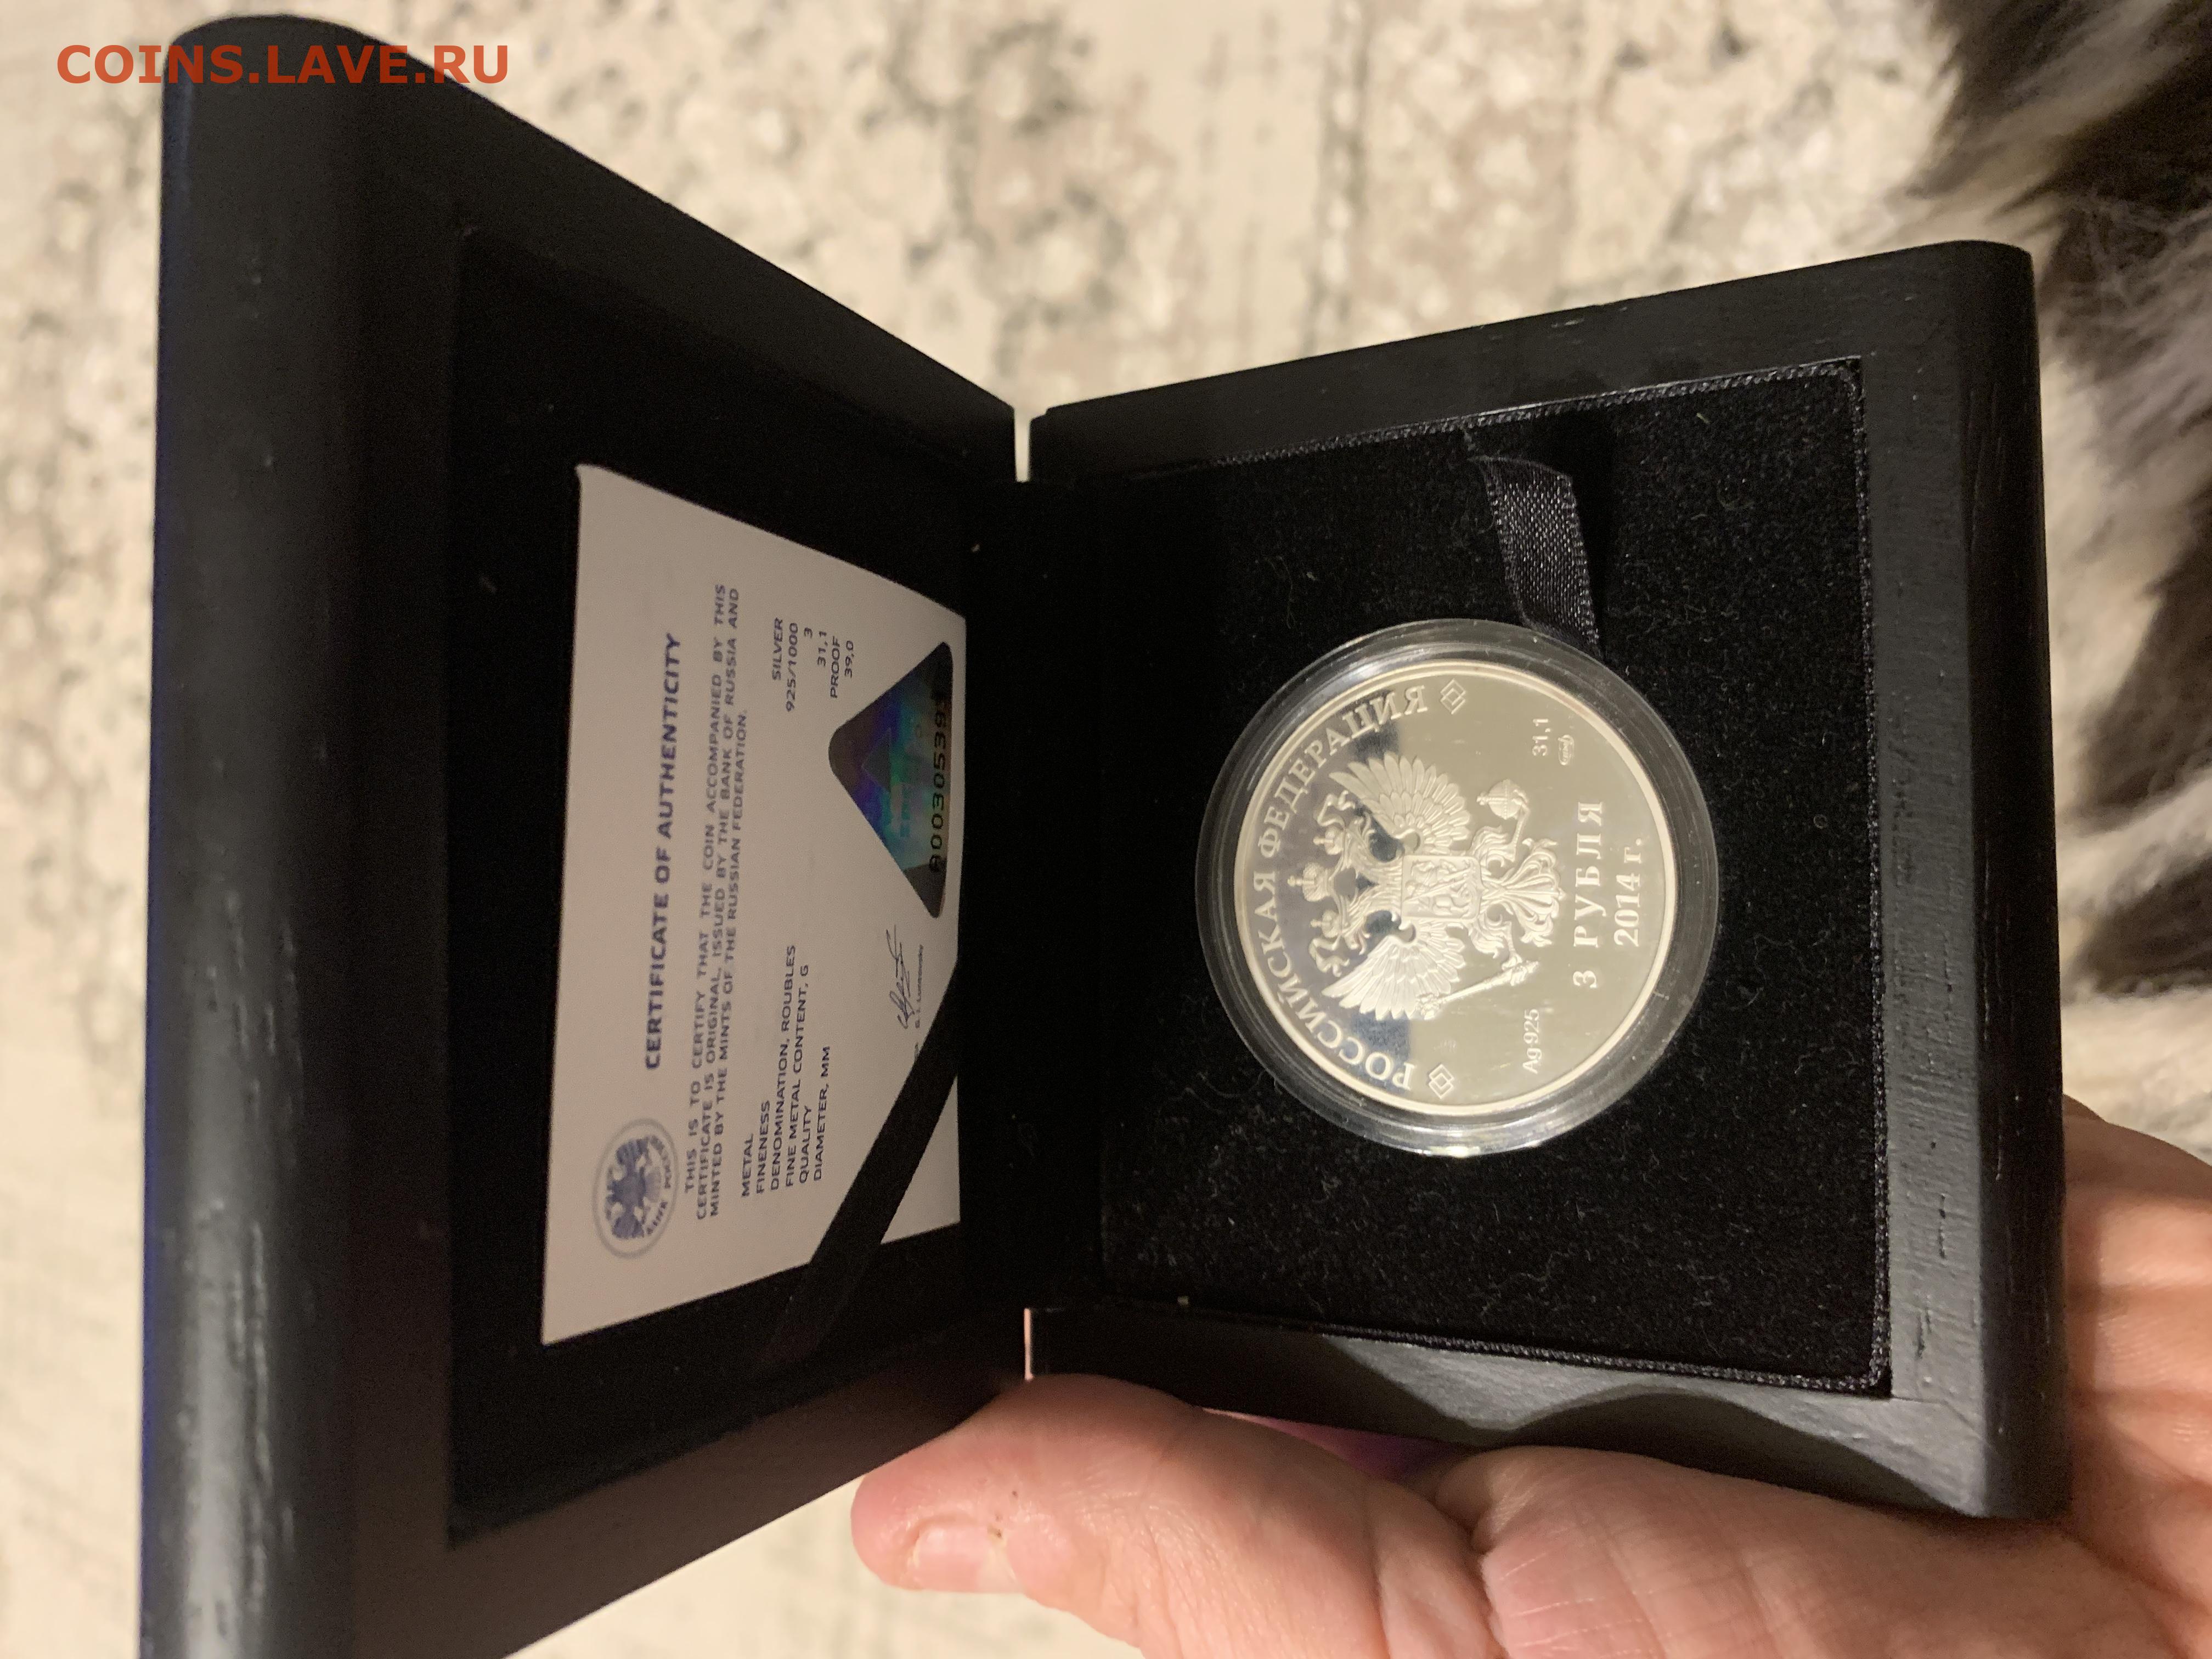 COINS.LAVE.RU
CERTIFICATE OF AUTHENTICITY
THIS IS TO CERTIFY THAT THE COIN ACCOMPANIED BY THIS
CERTIFICATE IS ORIGINAL, ISSUED BY THE BANK OF RUSSIA AND
MINTED BY THE MINTS OF THE RUSSIAN FEDERATION.
METAL SILVER
FINENESS 925/1000
DENOMINATION, ROUBLES 3
FINE METAL CONTENT, G 31,1
QUALITY PROOF
DIAMETER, MM 39,0
РОССИЙСКАЯ ФЕДЕРАЦИЯ
Ag 925
31,1
3 РУБЛЯ
2014 г.